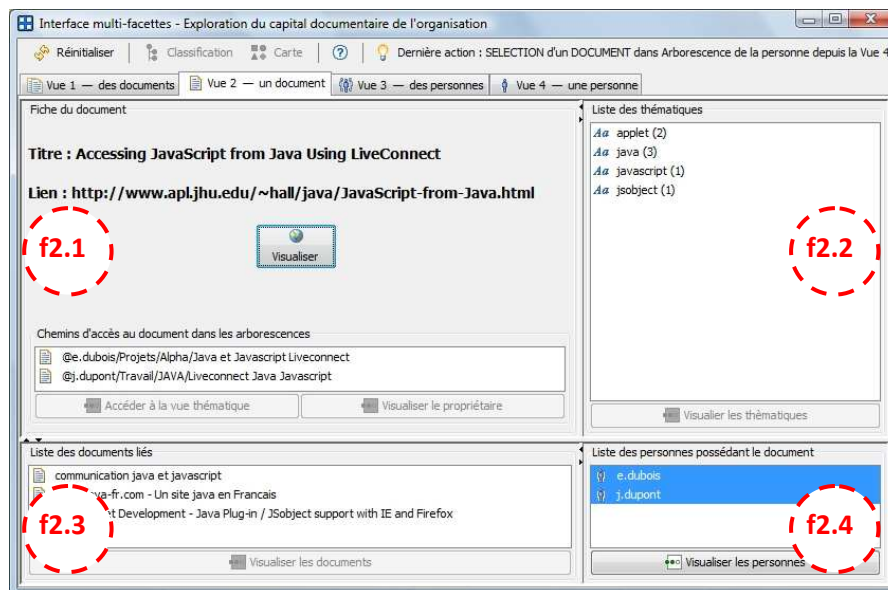 Interface multi-facettes - Exploration du capital documentaire de l'organisation
Réinitialiser Classification Carte Dernière action : SELECTION d'un DOCUMENT dans Arborescence de la personne depuis la Vue 4
Vue 1 — des documents Vue 2 — un document Vue 3 — des personnes Vue 4 — une personne
Fiche du document
Titre : Accessing JavaScript from Java Using LiveConnect
Lien : http://www.apl.jhu.edu/~hall/java/JavaScript-from-Java.html
f2.1
Visualiser
Chemins d'accès au document dans les arborescences
@e.dubois/Projets/Alpha/Java et Javascript Liveconnect
@j.dupont/Travail/JAVA/Liveconnect Java Javascript
Accéder à la vue thématique Visualiser le propriétaire
Liste des thématiques
Aa applet (2)
Aa java (3)
Aa javascript (1)
Aa jsobject (1)
f2.2
Visualier les thèmatiques
Liste des documents liés
communication java et javascript
va-fr.com - Un site java en Francais
t Development - Java Plug-in / JSobject support with IE and Firefox
f2.3
Visualiser les documents
Liste des personnes possédant le document
e.dubois
j.dupont
f2.4
Visualiser les personnes